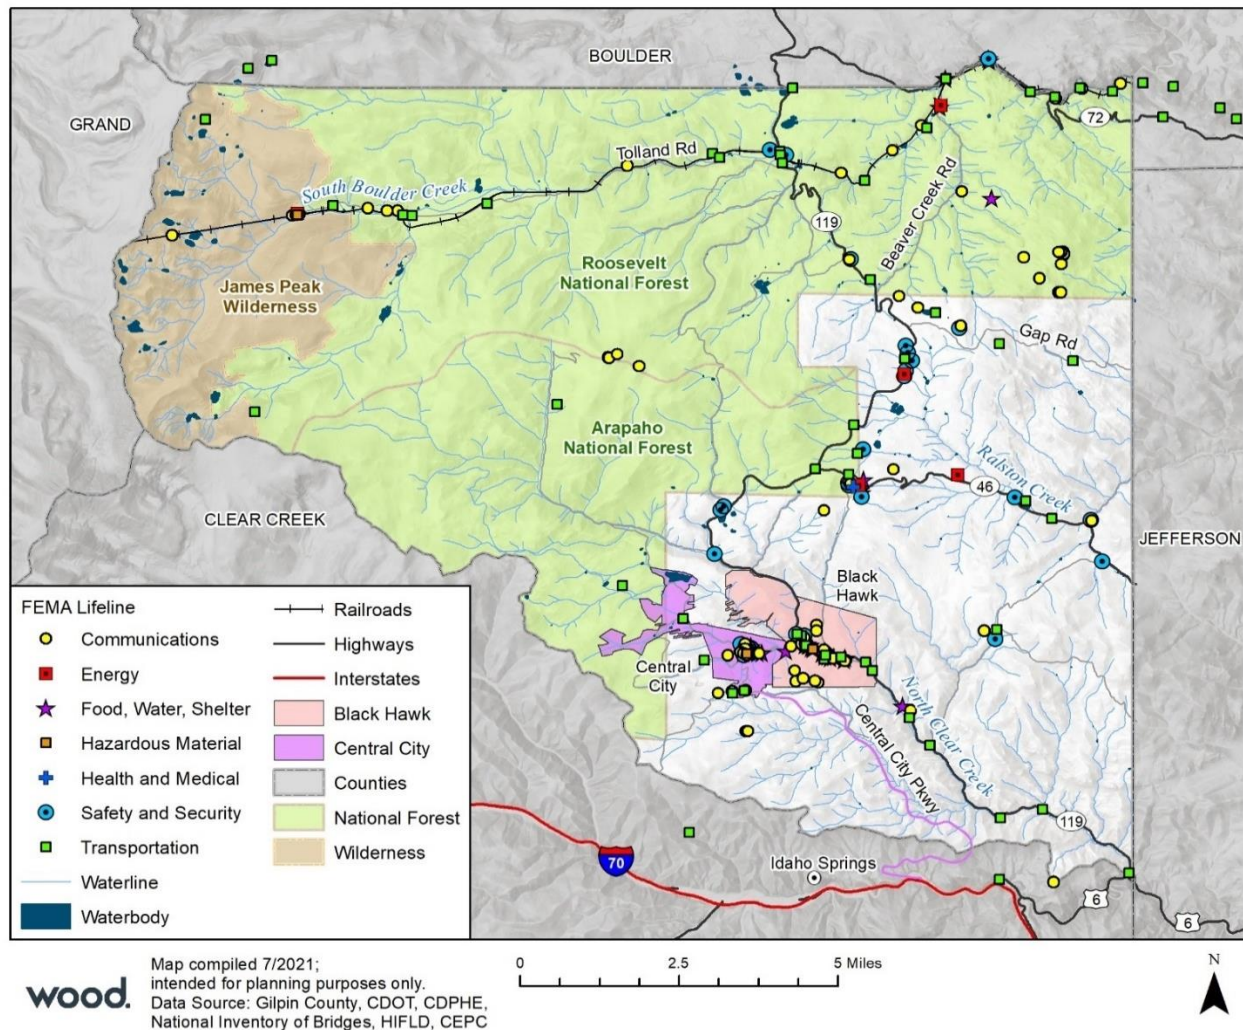 BOULDER
GRAND
72
Tolland Rd
South Boulder Creek
Beaver Creek Rd
119
Roosevelt
National Forest
James Peak
Wilderness
Gap Rd
Arapaho
National Forest
Ralston Creek
46
CLEAR CREEK
JEFFERSON
Black
Hawk
Central
City
North Clear Creek
Central City Pkwy
119
70
Idaho Springs
6
6
FEMA Lifeline
Communications
Energy
Food, Water, Shelter
Hazardous Material
Health and Medical
Safety and Security
Transportation
Waterline
Waterbody
Railroads
Highways
Interstates
Black Hawk
Central City
Counties
National Forest
Wilderness
wood.
Map compiled 7/2021;
intended for planning purposes only.
Data Source: Gilpin County, CDOT, CDPHE,
National Inventory of Bridges, HIFLD, CEPC
0 2.5 5 Miles
N